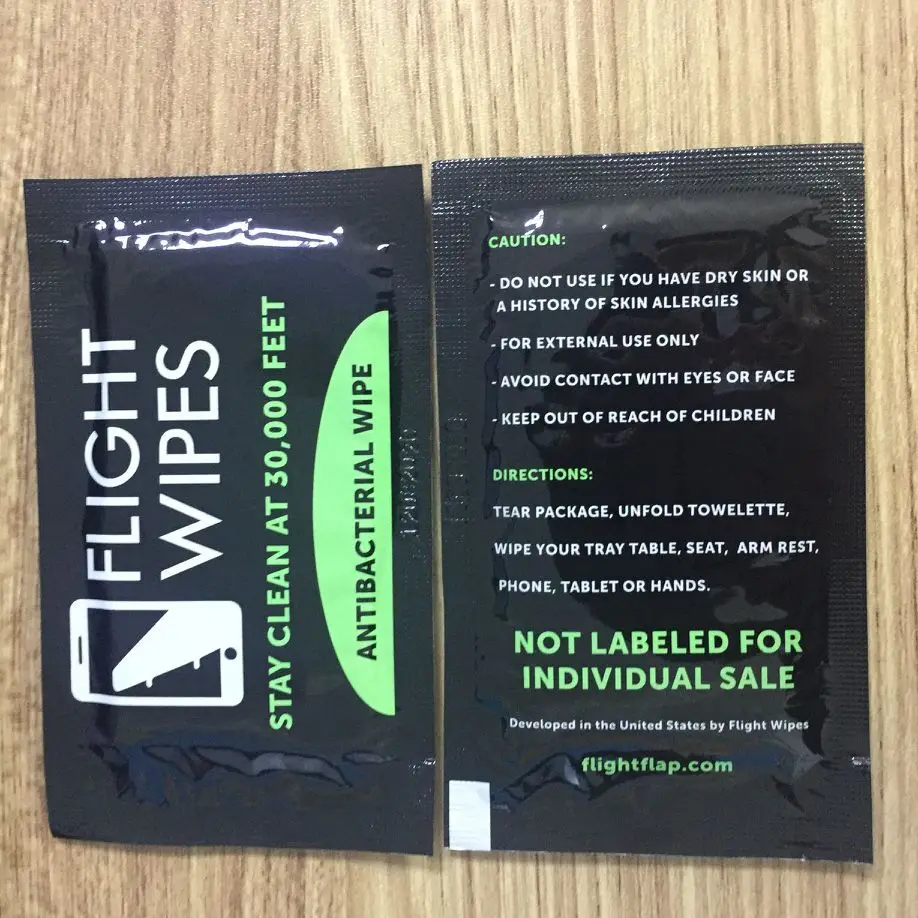 FLIGHT
WIPES
STAY CLEAN AT 30,000 FEET
ANTIBACTERIAL WIPE
CAUTION:
- DO NOT USE IF YOU HAVE DRY SKIN OR
A HISTORY OF SKIN ALLERGIES
- FOR EXTERNAL USE ONLY
- AVOID CONTACT WITH EYES OR FACE
- KEEP OUT OF REACH OF CHILDREN
DIRECTIONS:
TEAR PACKAGE, UNFOLD TOWELETTE,
WIPE YOUR TRAY TABLE, SEAT, ARM REST,
PHONE, TABLET OR HANDS.
NOT LABELED FOR
INDIVIDUAL SALE
Developed in the United States by Flight Wipes
flightflap.com